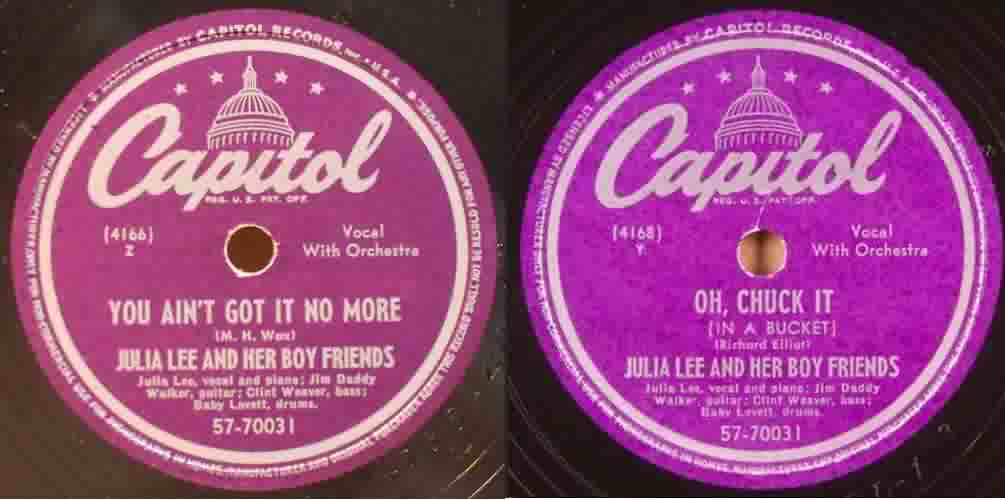 MANUFACTURED BY CAPITOL RECORDS, INC. U.S.A.
Capitol
REG. U.S. PAT. OFF.
(4166)
Z
Vocal
With Orchestra
YOU AIN'T GOT IT NO MORE
(M. H. Wax)
JULIA LEE AND HER BOY FRIENDS
Julia Lee, vocal and piano; Jim Daddy
Walker, guitar; Clint Weaver, bass;
Baby Lovett, drums.
57-70031
MANUFACTURED BY CAPITOL RECORDS, INC. U.S.A.
Capitol
REG. U.S. PAT. OFF.
(4168)
Y
Vocal
With Orchestra
OH, CHUCK IT
(IN A BUCKET)
(Richard Elliot)
JULIA LEE AND HER BOY FRIENDS
Julia Lee, vocal and piano; Jim Daddy
Walker, guitar; Clint Weaver, bass;
Baby Lovett, drums.
57-70031